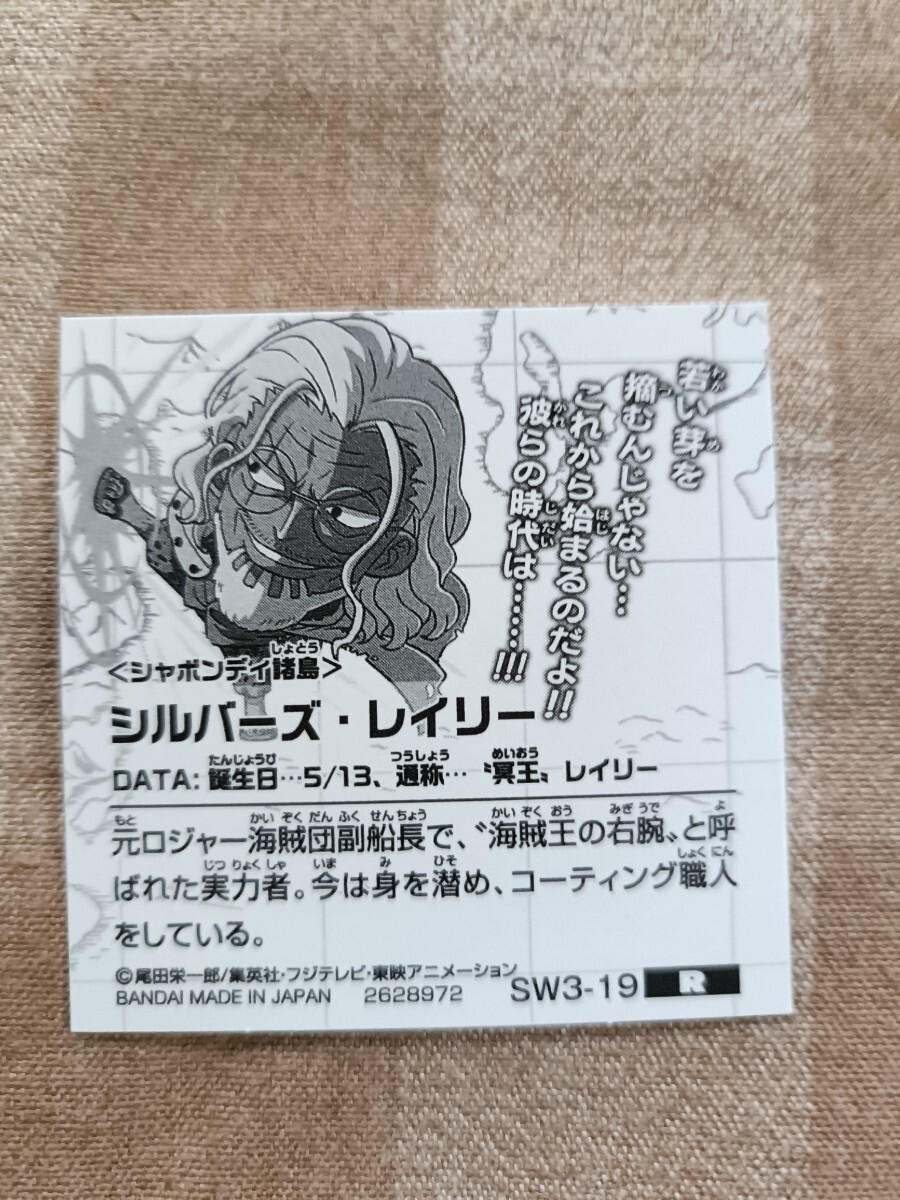 若い芽を
摘むんじゃない…
これから始まるのだよ!!
彼らの時代は……!!!
<シャボンディ諸島>
シルバーズ・レイリー
DATA: 誕生日…5/13、通称…〝冥王〟レイリー
元ロジャー海賊団副船長で、〝海賊王の右腕〟と呼
ばれた実力者。今は身を潜め、コーティング職人
をしている。
©尾田栄一郎/集英社・フジテレビ・東映アニメーション
BANDAI MADE IN JAPAN 2628972 SW3-19 R